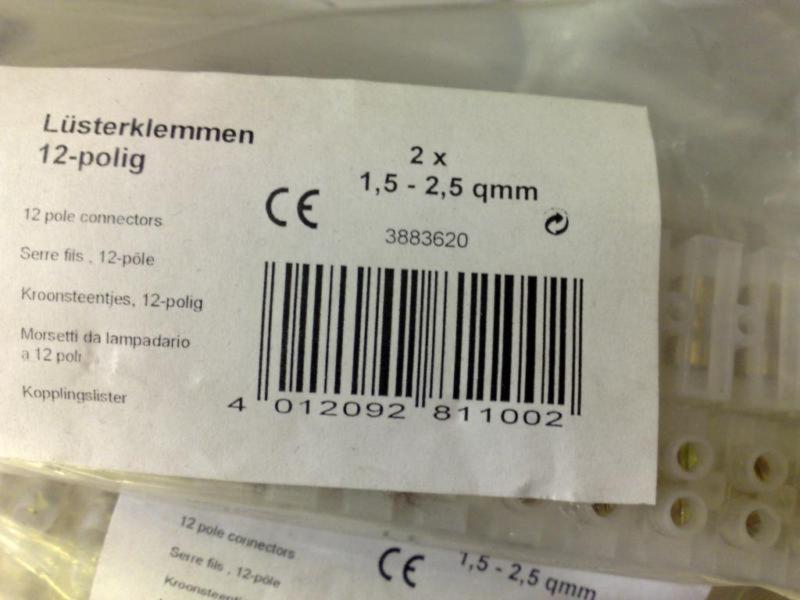 Lüsterklemmen
12-polig
2 x
1,5 - 2,5 qmm
CE
3883620
12 pole connectors
Serre fils , 12-pôle
Kroonsteentjes, 12-polig
Morsetti da lampadario
a 12 poli
Kopplingslister
4 012092 811002
12 pole connectors
Serre fils , 12-pôle
CE
1,5 - 2,5 qmm